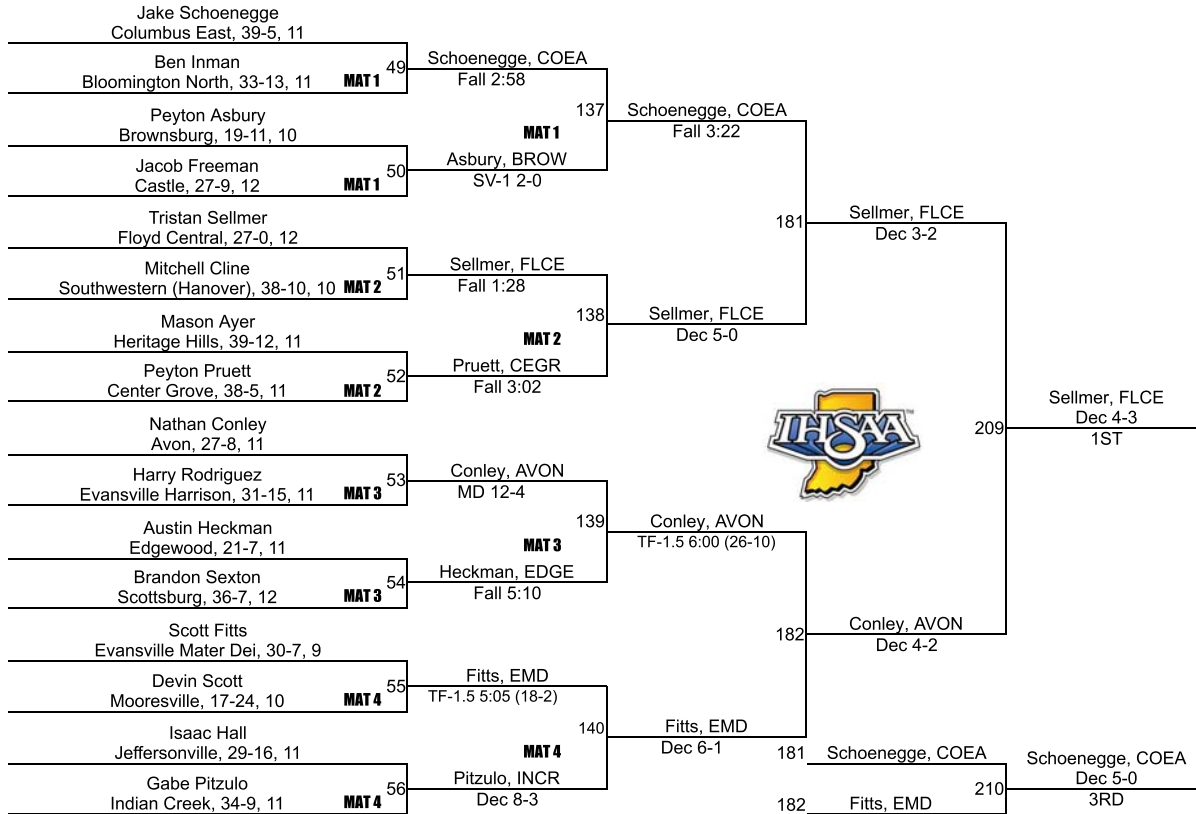 Jake Schoenegge
Columbus East, 39-5, 11
Ben Inman
Bloomington North, 33-13, 11 MAT 1
49
Peyton Asbury
Brownsburg, 19-11, 10
Jacob Freeman
Castle, 27-9, 12 MAT 1
50
Tristan Sellmer
Floyd Central, 27-0, 12
Mitchell Cline
Southwestern (Hanover), 38-10, 10 MAT 2
51
Mason Ayer
Heritage Hills, 39-12, 11
Peyton Pruett
Center Grove, 38-5, 11 MAT 2
52
Nathan Conley
Avon, 27-8, 11
Harry Rodriguez
Evansville Harrison, 31-15, 11 MAT 3
53
Austin Heckman
Edgewood, 21-7, 11
Brandon Sexton
Scottsburg, 36-7, 12 MAT 3
54
Scott Fitts
Evansville Mater Dei, 30-7, 9
Devin Scott
Mooresville, 17-24, 10 MAT 4
55
Isaac Hall
Jeffersonville, 29-16, 11
Gabe Pitzulo
Indian Creek, 34-9, 11 MAT 4
56
Schoenegge, COEA
Fall 2:58
137
MAT 1
Asbury, BROW
SV-1 2-0
Sellmer, FLCE
Fall 1:28
138
MAT 2
Pruett, CEGR
Fall 3:02
Conley, AVON
MD 12-4
139
MAT 3
Heckman, EDGE
Fall 5:10
Fitts, EMD
TF-1.5 5:05 (18-2)
140
MAT 4
Pitzulo, INCR
Dec 8-3
Schoenegge, COEA
Fall 3:22
181
Sellmer, FLCE
Dec 5-0
Conley, AVON
TF-1.5 6:00 (26-10)
182
Fitts, EMD
Dec 6-1
Sellmer, FLCE
Dec 3-2
IHSAA
TM
209
Conley, AVON
Dec 4-2
Sellmer, FLCE
Dec 4-3
1ST
181 Schoenegge, COEA
210
182 Fitts, EMD
Schoenegge, COEA
Dec 5-0
3RD